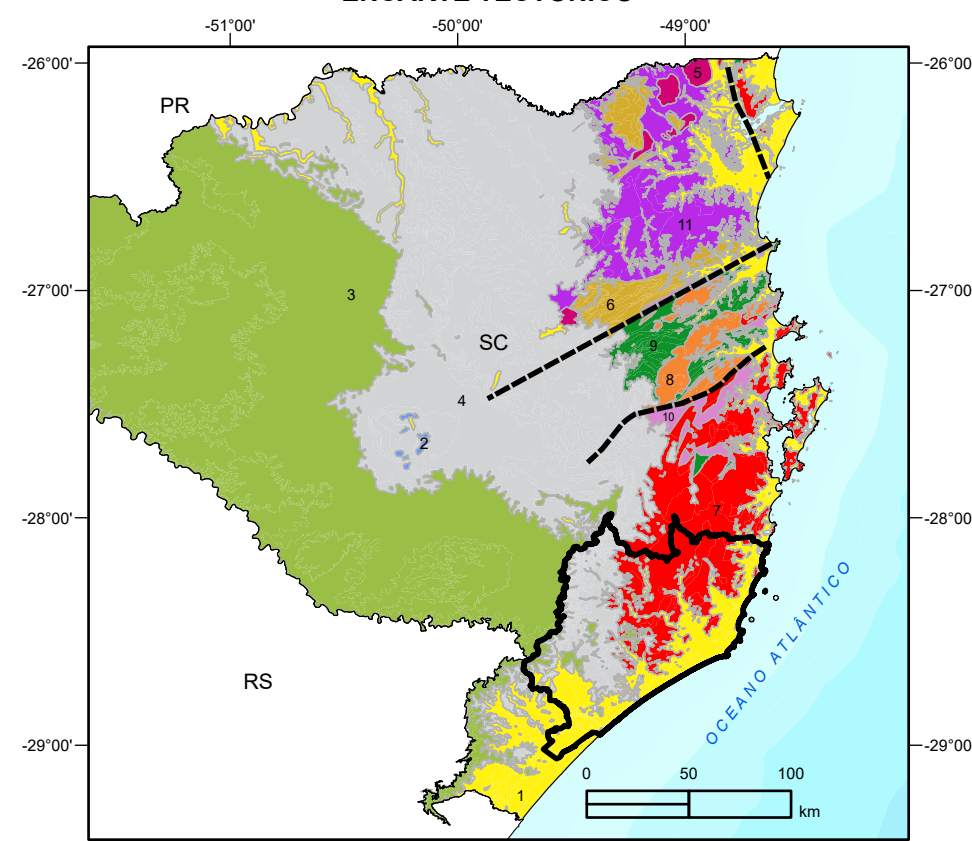 ENCARTE TECTÔNICO
-51°00' -50°00' -49°00'
-26°00' 5 -26°00'
PR
11
-27°00' 3 6 -27°00'
SC 9
8
4 10
2
7
-28°00' -28°00'
OCEANO ATLÂNTICO
RS
-29°00' -29°00'
0 50 100
1
km